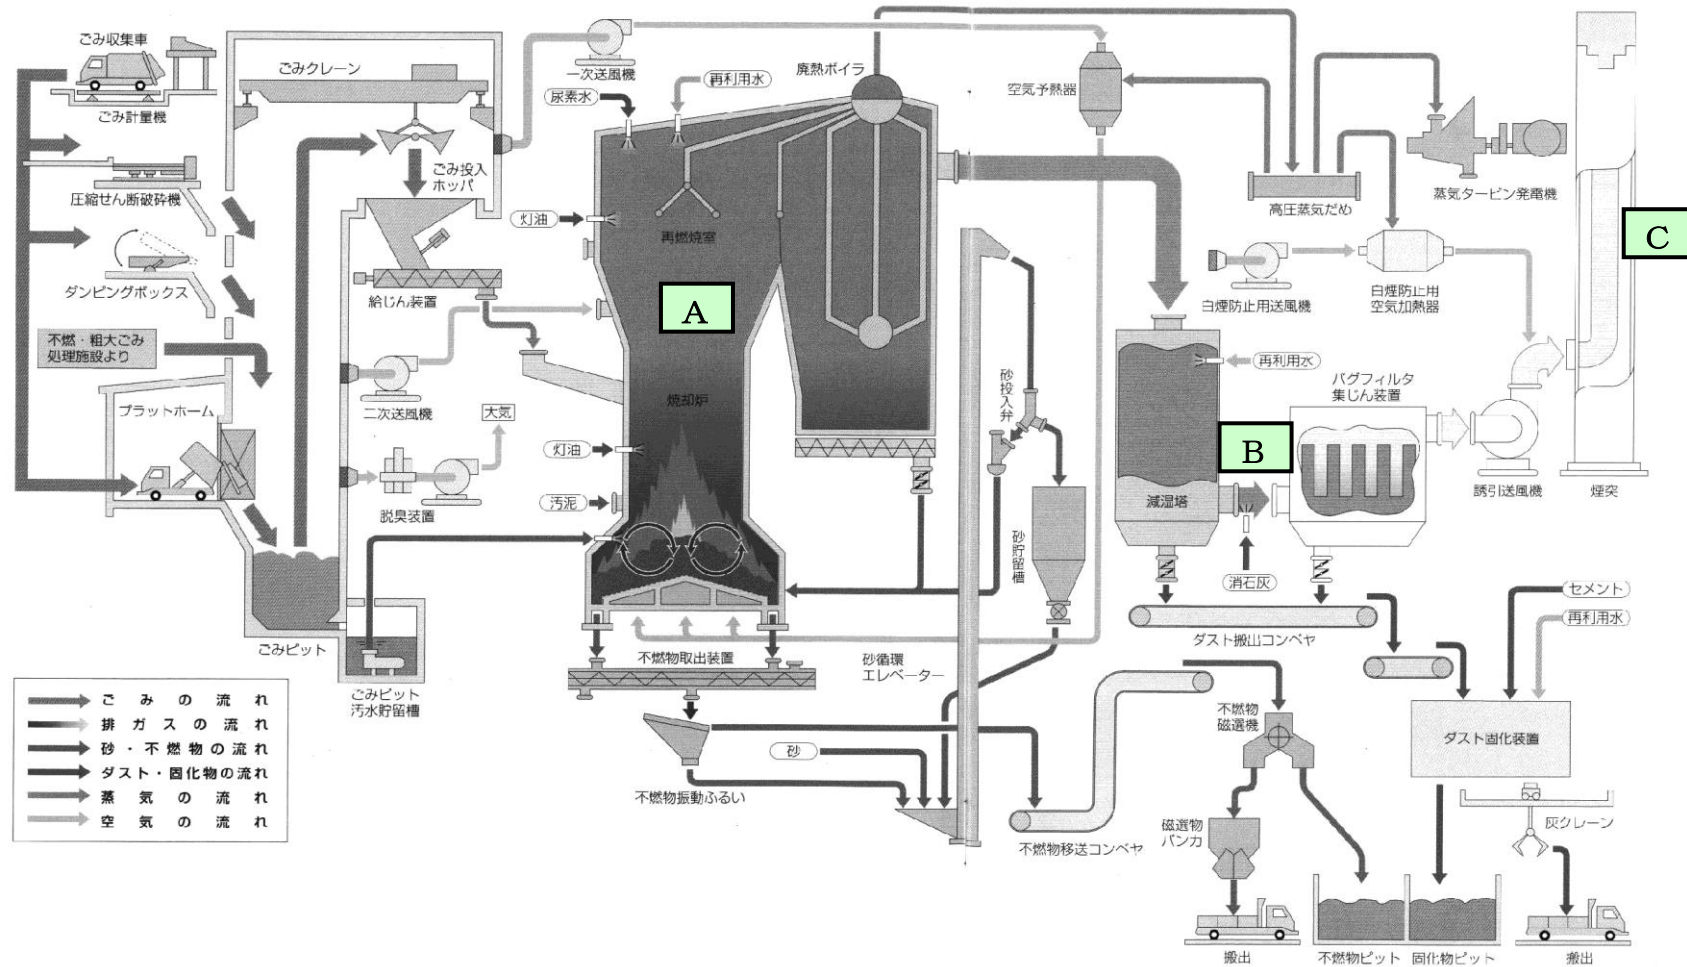 ごみ収集車
ごみ計量機
圧縮せん断破砕機
ダンピングボックス
不燃・粗大ごみ
処理施設より
プラットホーム
ごみクレーン
ごみ投入
ホッパ
給じん装置
二次送風機
大気
脱臭装置
ごみピット
ごみピット
汚水貯留槽
一次送風機
尿素水
再利用水
廃熱ボイラ
灯油
再燃焼室
A
焼却炉
灯油
汚泥
不燃物取出装置
砂
不燃物振動ふるい
砂循環
エレベーター
砂投入弁
砂貯留槽
空気予熱器
高圧蒸気だめ
蒸気タービン発電機
白煙防止用送風機
白煙防止用
空気加熱器
C
再利用水
減湿塔
B
バグフィルタ
集じん装置
誘引送風機
煙突
消石灰
ダスト搬出コンベヤ
セメント
再利用水
ダスト固化装置
不燃物
磁選機
不燃物移送コンベヤ
磁選物
バンカ
灰クレーン
搬出
不燃物ピット
固化物ピット
搬出
ごみの流れ
排ガスの流れ
砂・不燃物の流れ
ダスト・固化物の流れ
蒸気の流れ
空気の流れ